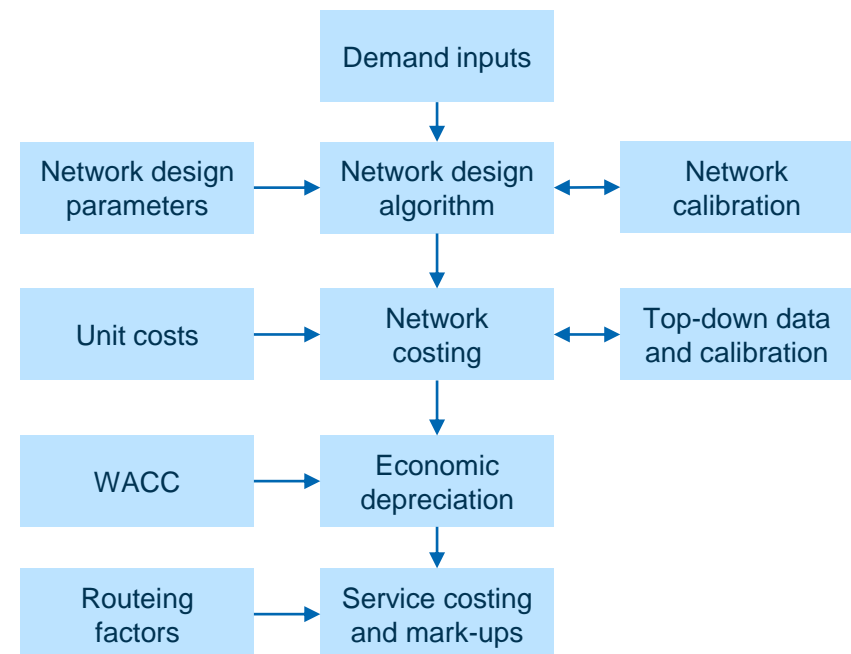 Demand inputs
Network design
parameters
Network design
algorithm
Network
calibration
Unit costs
Network
costing
Top-down data
and calibration
WACC
Economic
depreciation
Routeing
factors
Service costing
and mark-ups